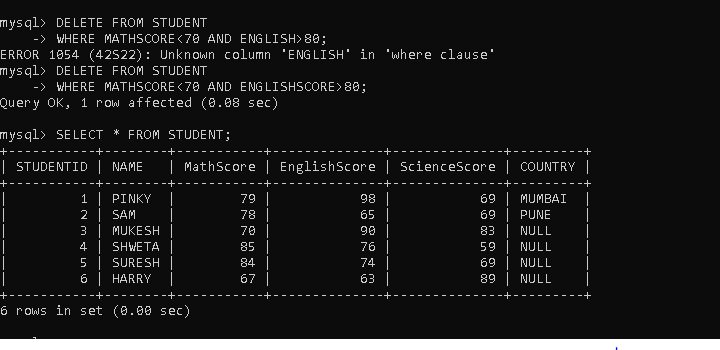 mysql> DELETE FROM STUDENT
    -> WHERE MATHSCORE<70 AND ENGLISH>80;
ERROR 1054 (42S22): Unknown column 'ENGLISH' in 'where clause'
mysql> DELETE FROM STUDENT
    -> WHERE MATHSCORE<70 AND ENGLISHSCORE>80;
Query OK, 1 row affected (0.08 sec)

mysql> SELECT * FROM STUDENT;
+-----------+--------+-----------+--------------+--------------+---------+
| STUDENTID | NAME   | MathScore | EnglishScore | ScienceScore | COUNTRY |
+-----------+--------+-----------+--------------+--------------+---------+
|         1 | PINKY  |        79 |           98 |           69 | MUMBAI  |
|         2 | SAM    |        78 |           65 |           69 | PUNE    |
|         3 | MUKESH |        70 |           90 |           83 | NULL    |
|         4 | SHWETA |        85 |           76 |           59 | NULL    |
|         5 | SURESH |        84 |           74 |           69 | NULL    |
|         6 | HARRY  |        67 |           63 |           89 | NULL    |
+-----------+--------+-----------+--------------+--------------+---------+
6 rows in set (0.00 sec)